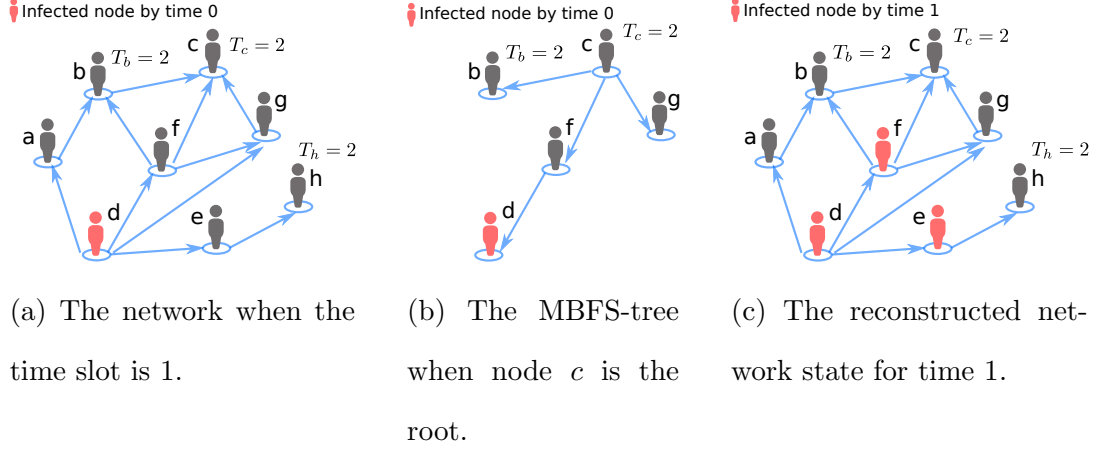 Infected node by time 0
c
T_c = 2
T_b = 2
b
g
a
f
T_h = 2
h
d
e
(a) The network when the
time slot is 1.
Infected node by time 0
T_c = 2
c
T_b = 2
b
g
f
d
(b) The MBFS-tree
when node c is the
root.
Infected node by time 1
c
T_c = 2
T_b = 2
b
g
a
f
T_h = 2
h
d
e
(c) The reconstructed net-
work state for time 1.